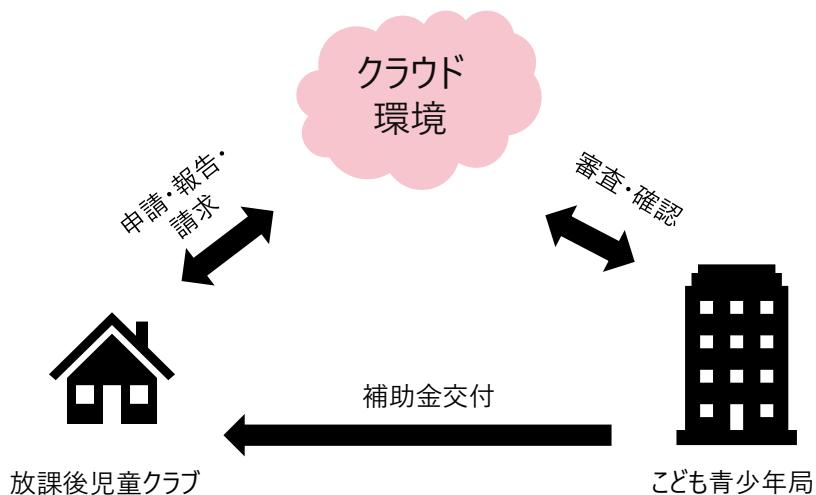 クラウド
環境
申請・報告・
請求
審査・確認
補助金交付
放課後児童クラブ
こども青少年局